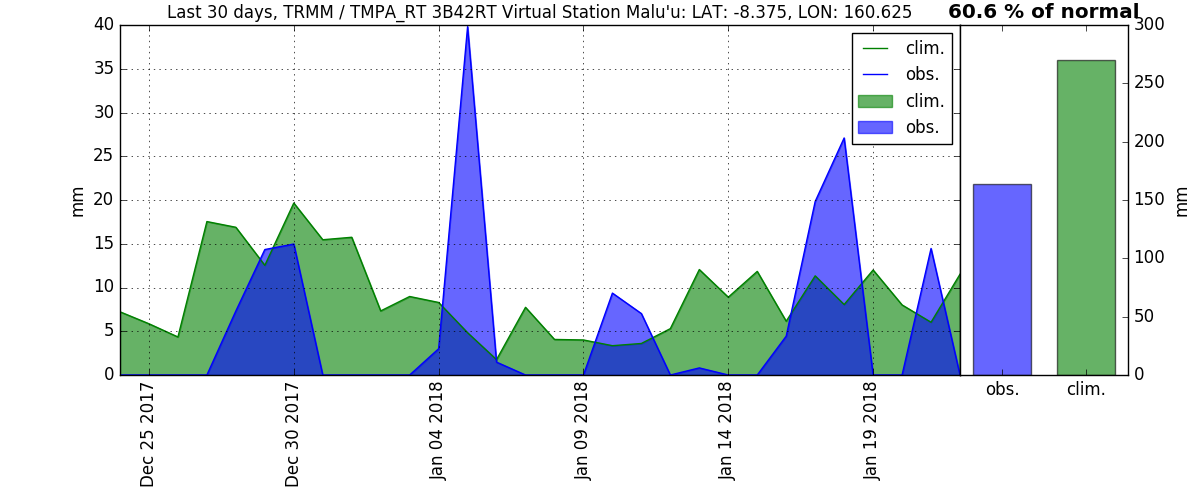 Last 30 days, TRMM / TMPA_RT 3B42RT Virtual Station Malu'u: LAT: -8.375, LON: 160.625
60.6 % of normal
mm
40
35
30
25
20
15
10
5
0
clim.
obs.
clim.
obs.
Dec 25 2017
Dec 30 2017
Jan 04 2018
Jan 09 2018
Jan 14 2018
Jan 19 2018
300
250
200
150
100
50
0
mm
obs.
clim.